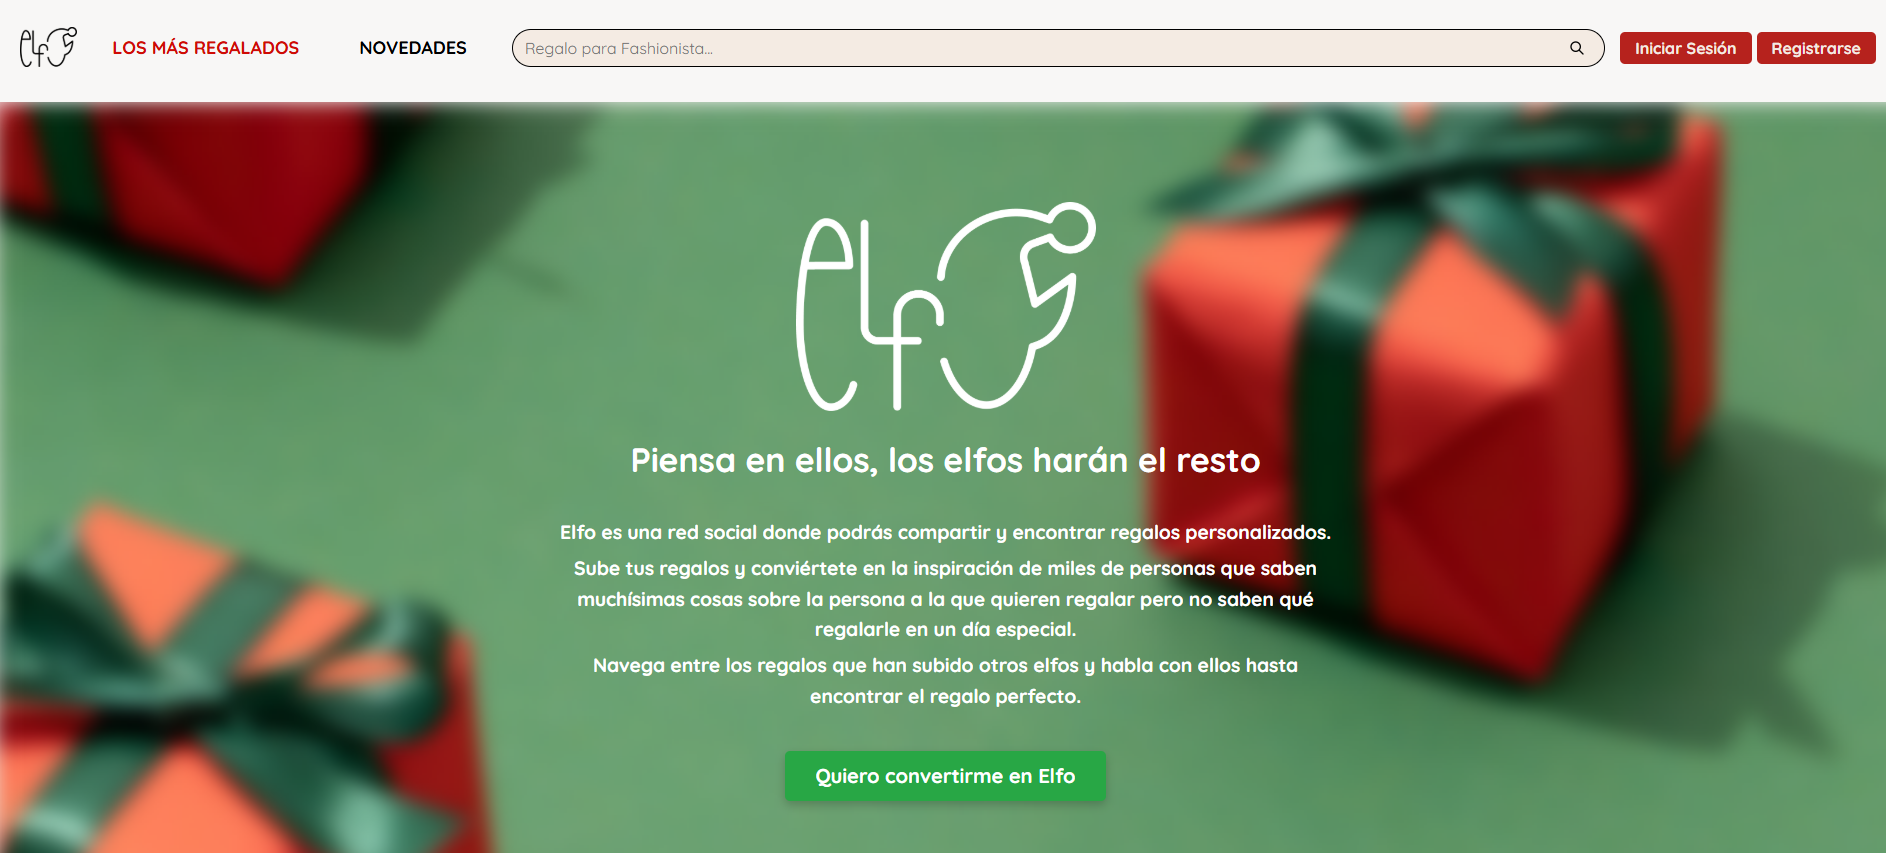 elfo
LOS MÁS REGALADOS
NOVEDADES
Regalo para Fashionista...
Iniciar Sesión
Registrarse
elfo
Piensa en ellos, los elfos harán el resto
Elfo es una red social donde podrás compartir y encontrar regalos personalizados.
Sube tus regalos y conviértete en la inspiración de miles de personas que saben
muchísimas cosas sobre la persona a la que quieren regalar pero no saben qué
regalarle en un día especial.
Navega entre los regalos que han subido otros elfos y habla con ellos hasta
encontrar el regalo perfecto.
Quiero convertirme en Elfo